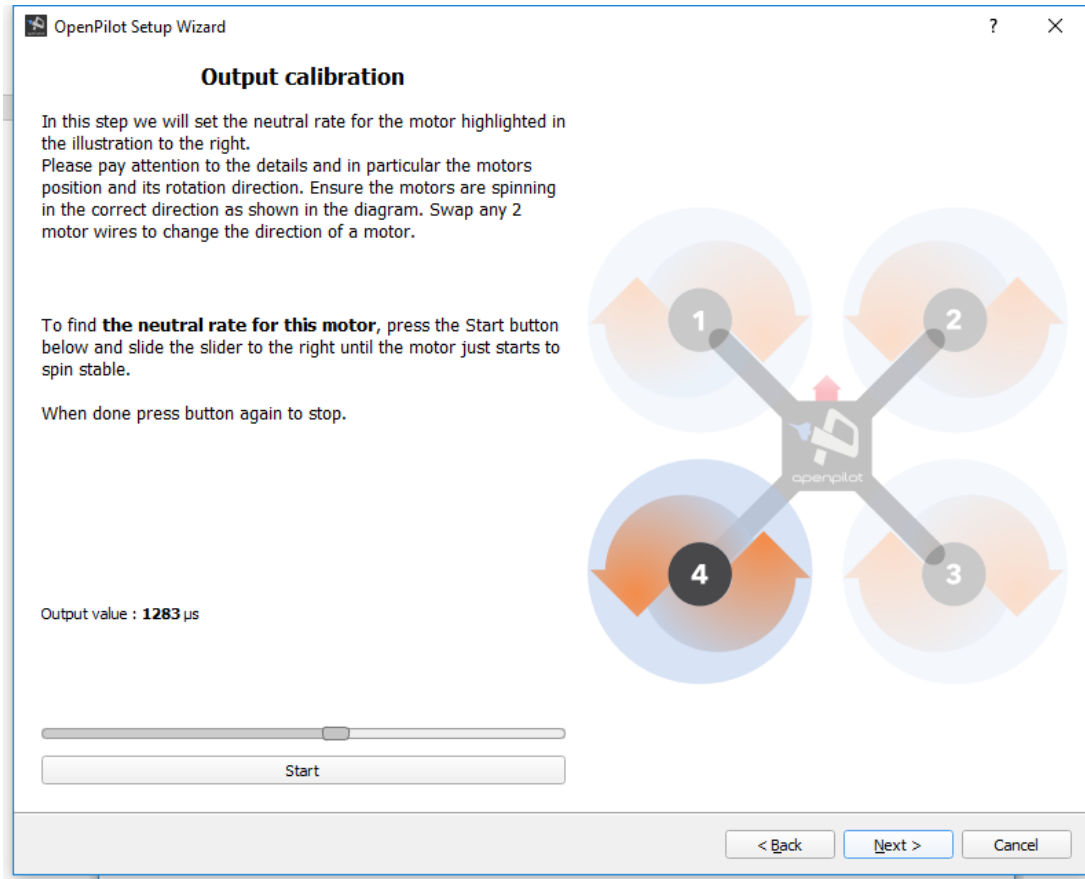 OpenPilot Setup Wizard
Output calibration
In this step we will set the neutral rate for the motor highlighted in
the illustration to the right.
Please pay attention to the details and in particular the motors
position and its rotation direction. Ensure the motors are spinning
in the correct direction as shown in the diagram. Swap any 2
motor wires to change the direction of a motor.
To find the neutral rate for this motor, press the Start button
below and slide the slider to the right until the motor just starts to
spin stable.
When done press button again to stop.
Output value : 1283 µs
Start
1
2
openpilot
4
3
< Back
Next >
Cancel